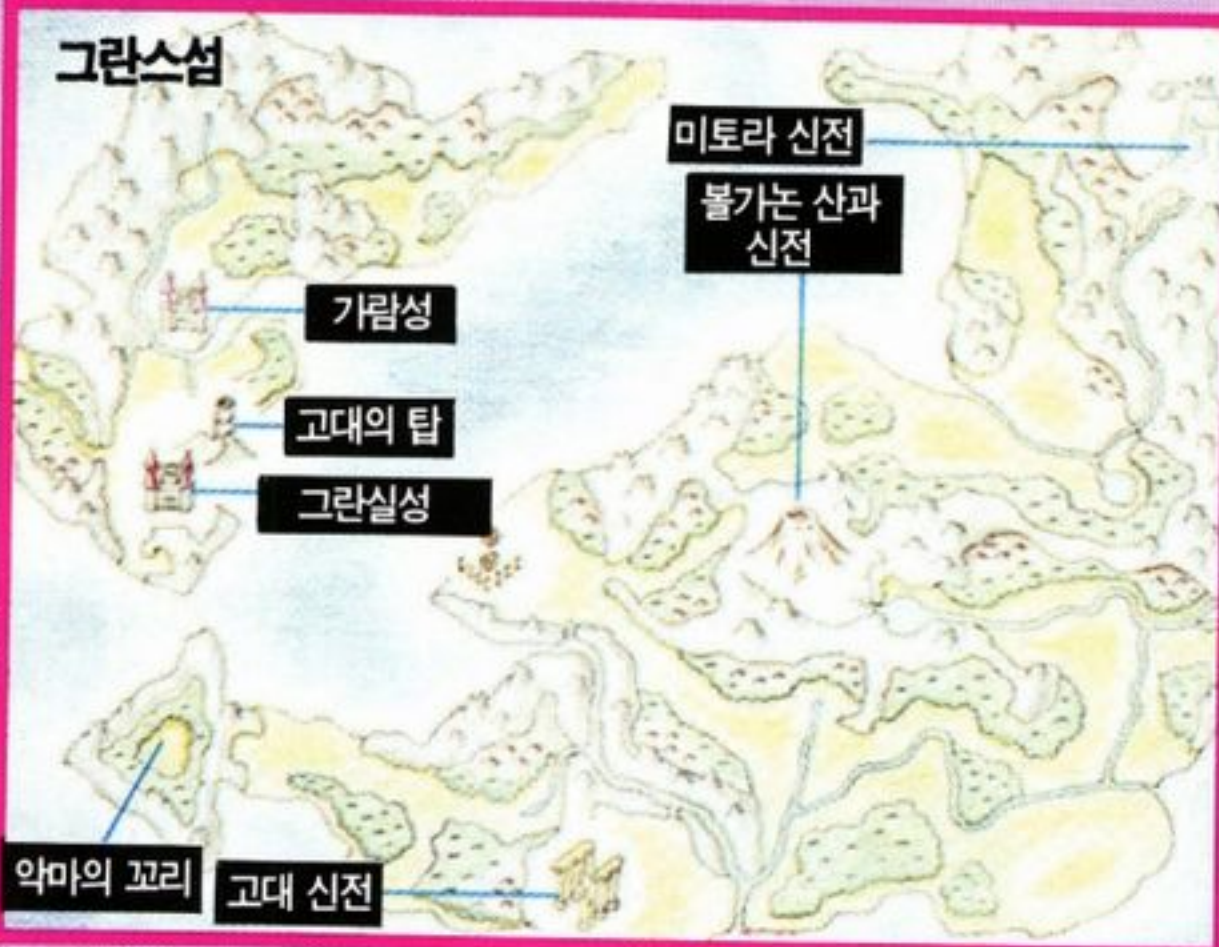 그란스섬
미토라 신전
볼가논 산과
신전
가람성
고대의 탑
그란실성
악마의 꼬리
고대 신전